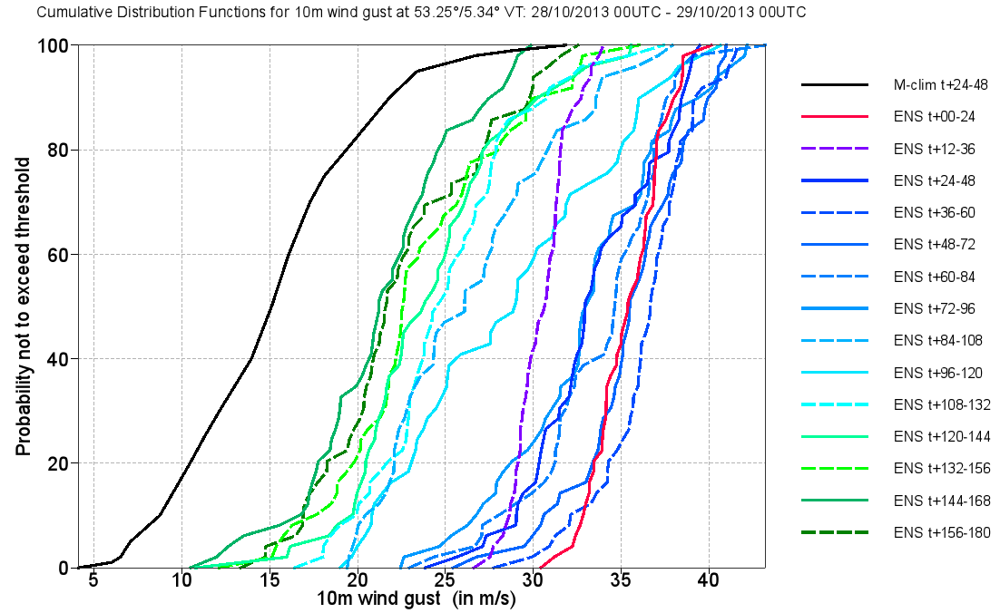 Cumulative Distribution Functions for 10m wind gust at 53.25°/5.34° VT: 28/10/2013 00UTC - 29/10/2013 00UTC
Probability not to exceed threshold
100
80
60
40
20
0
5 10 15 20 25 30 35 40
10m wind gust (in m/s)
M-clim t+24-48
ENS t+00-24
ENS t+12-36
ENS t+24-48
ENS t+36-60
ENS t+48-72
ENS t+60-84
ENS t+72-96
ENS t+84-108
ENS t+96-120
ENS t+108-132
ENS t+120-144
ENS t+132-156
ENS t+144-168
ENS t+156-180